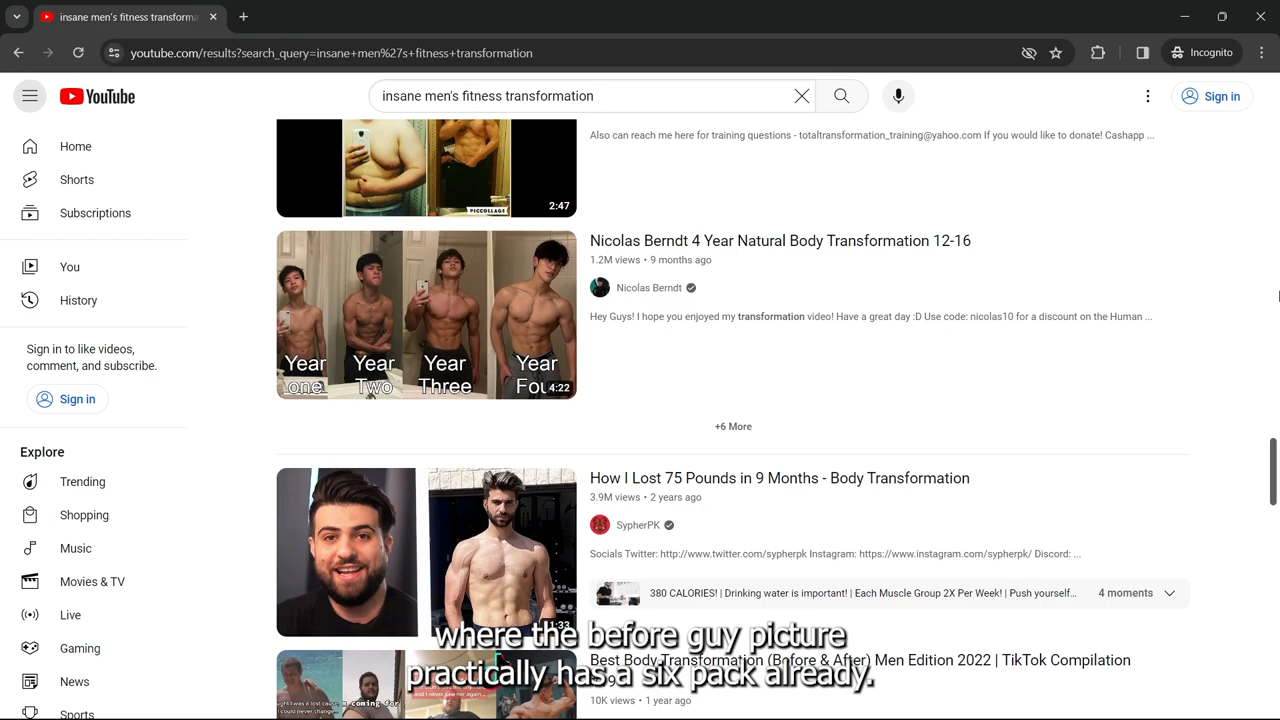 insane men's fitness transforma
youtube.com/results?search_query=insane+men%27s+fitness+transformation
Incognito
YouTube
insane men's fitness transformation
Sign in
Home
Shorts
Subscriptions
You
History
Sign in to like videos,
comment, and subscribe.
Sign in
Explore
Trending
Shopping
Music
Movies & TV
Live
Gaming
News
Sports
PICCOLLAGE
2:47
Also can reach me here for training questions - totaltransformation_training@yahoo.com If you would like to donate! Cashapp ...
Year one
Year Two
Year Three
Year Fou
4:22
Nicolas Berndt 4 Year Natural Body Transformation 12-16
1.2M views • 9 months ago
Nicolas Berndt
Hey Guys! I hope you enjoyed my transformation video! Have a great day :D Use code: nicolas10 for a discount on the Human ...
+6 More
How I Lost 75 Pounds in 9 Months - Body Transformation
3.9M views • 2 years ago
SypherPK
Socials Twitter: http://www.twitter.com/sypherpk Instagram: https://www.instagram.com/sypherpk/ Discord: ...
380 CALORIES! | Drinking water is important! | Each Muscle Group 2X Per Week! | Push yourself...
4 moments
1:33
where the before guy picture
practically has a six pack already.
Best Body Transformation (Before & After) Men Edition 2022 | TikTok Compilation
10K views • 1 year ago